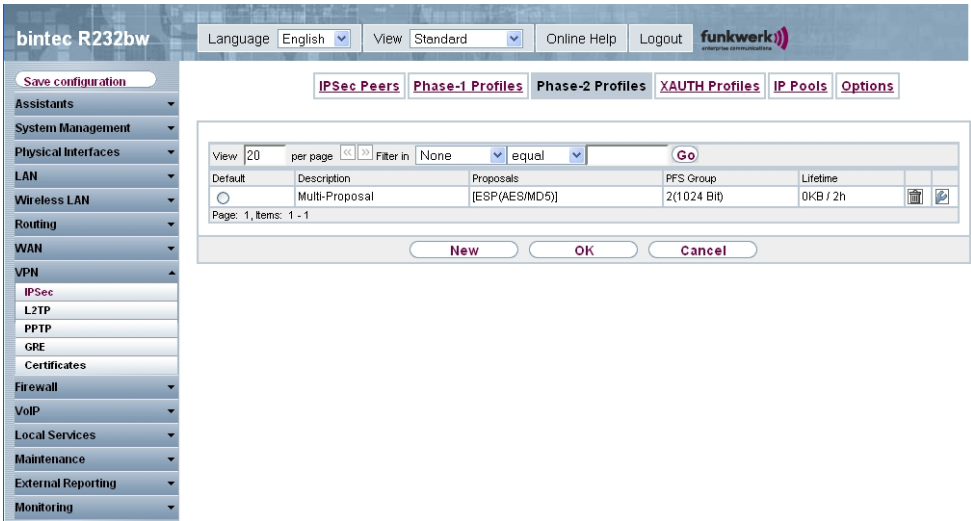 bintec R232bw
Language English View Standard Online Help Logout funkwerk
enterprise communications
Save configuration
Assistants
System Management
Physical Interfaces
LAN
Wireless LAN
Routing
WAN
VPN
IPSec
L2TP
PPTP
GRE
Certificates
Firewall
VoIP
Local Services
Maintenance
External Reporting
Monitoring
IPSec Peers Phase-1 Profiles Phase-2 Profiles XAUTH Profiles IP Pools Options
View 20 per page << >> Filter in None equal Go
Default Description Proposals PFS Group Lifetime
Multi-Proposal [ESP(AES/MD5)] 2(1024 Bit) 0KB / 2h
Page: 1, Items: 1 - 1
New OK Cancel